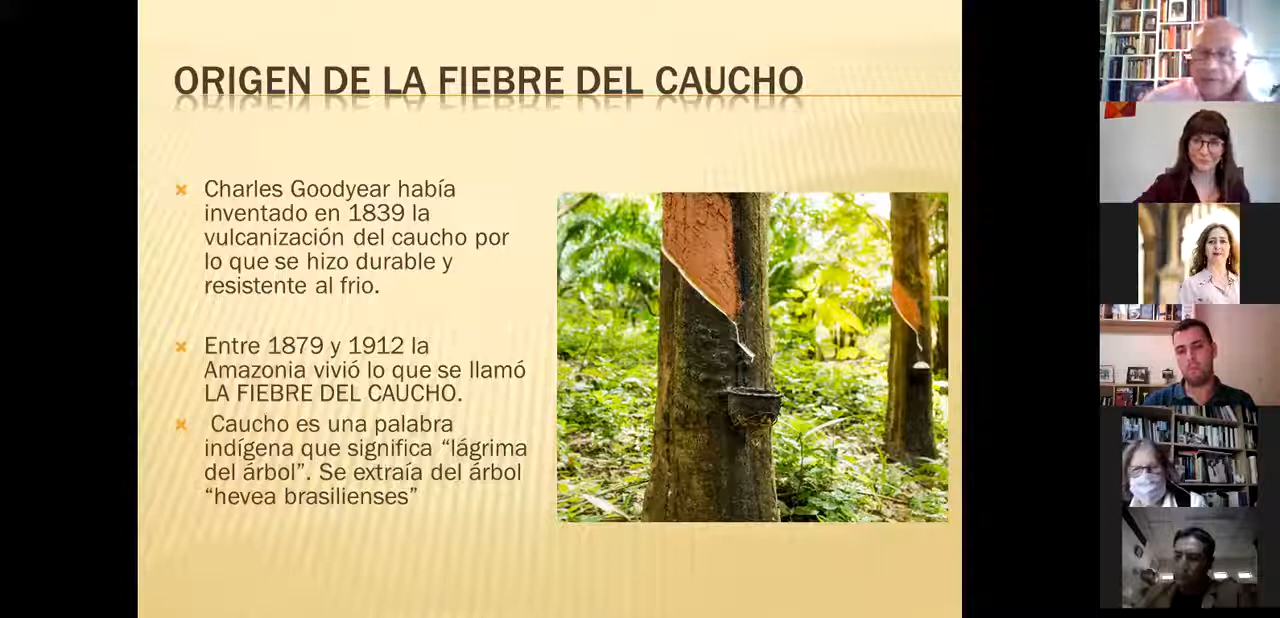 ORIGEN DE LA FIEBRE DEL CAUCHO
Charles Goodyear había
inventado en 1839 la
vulcanización del caucho por
lo que se hizo durable y
resistente al frio.
Entre 1879 y 1912 la
Amazonia vivió lo que se llamó
LA FIEBRE DEL CAUCHO.
Caucho es una palabra
indígena que significa “lágrima
del árbol”. Se extraía del árbol
“hevea brasilienses”